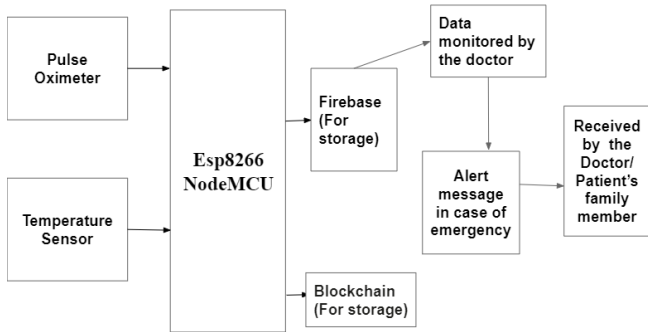 Pulse
Oximeter
Temperature
Sensor
Esp8266
NodeMCU
Firebase
(For
storage)
Blockchain
(For storage)
Data
monitored by
the doctor
Alert
message
in case of
emergency
Received
by the
Doctor/
Patient's
family
member